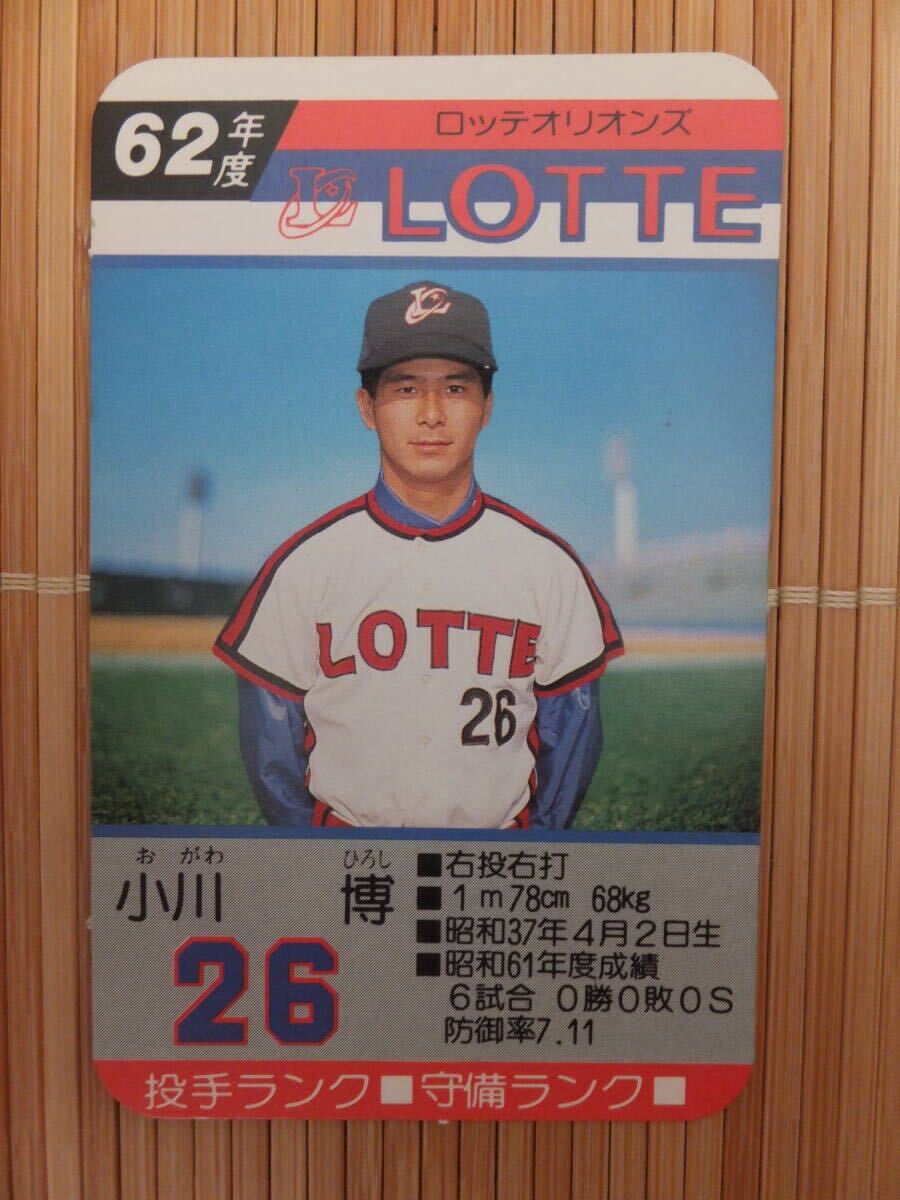 62年度
ロッテオリオンズ
LOTTE
LOTTE
26
おがわ ひろし
小川 博
26
■右投右打
■1m78cm 68kg
■昭和37年4月2日生
■昭和61年度成績
6試合 0勝0敗0S
防御率7.11
投手ランク■守備ランク■